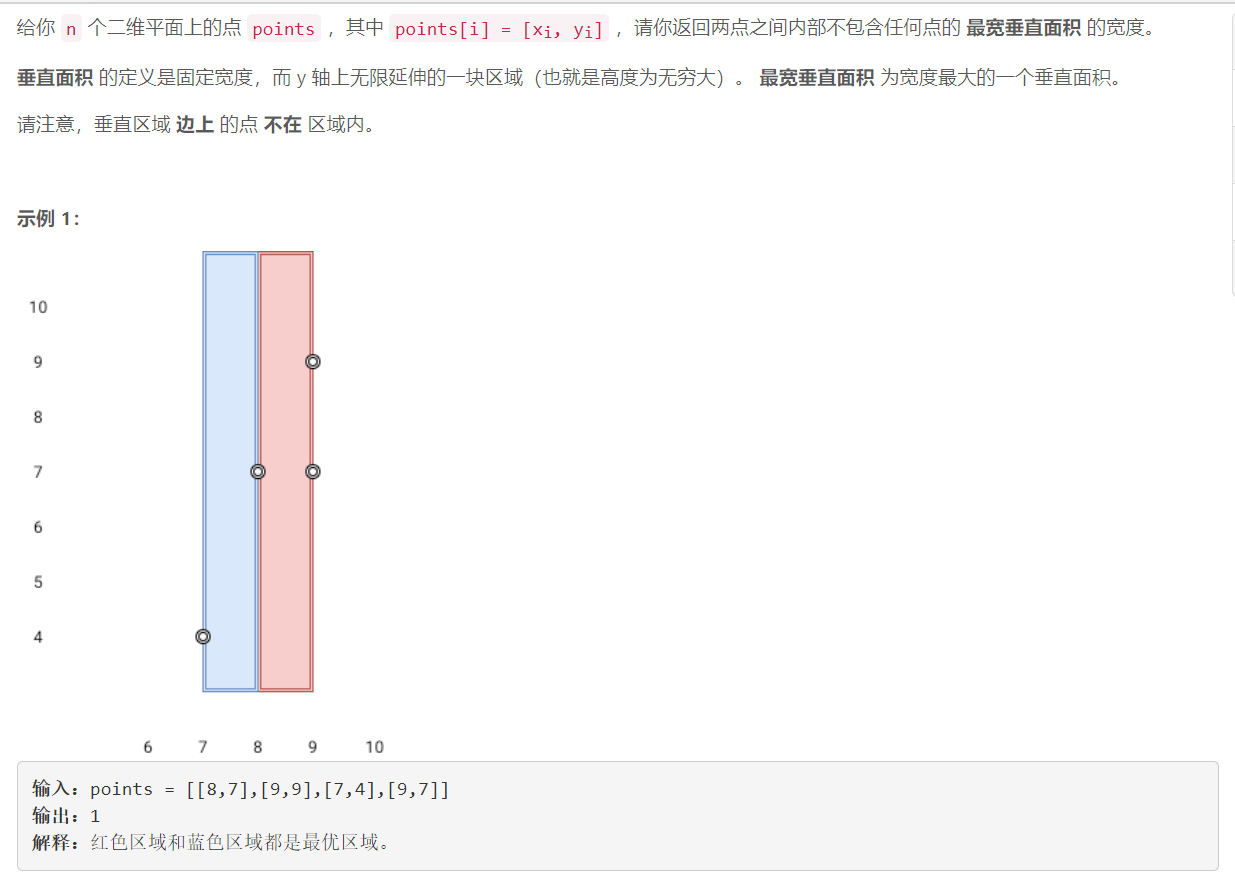 给你 n 个二维平面上的点 points ，其中 points[i] = [xi, yi] ，请你返回两点之间内部不包含任何点的 最宽垂直面积 的宽度。
垂直面积 的定义是固定宽度，而 y 轴上无限延伸的一块区域（也就是高度为无穷大）。 最宽垂直面积 为宽度最大的一个垂直面积。
请注意，垂直区域 边上 的点 不在 区域内。
示例 1：
10
9
8
7
6
5
4
6 7 8 9 10
输入：points = [[8,7],[9,9],[7,4],[9,7]]
输出：1
解释：红色区域和蓝色区域都是最优区域。